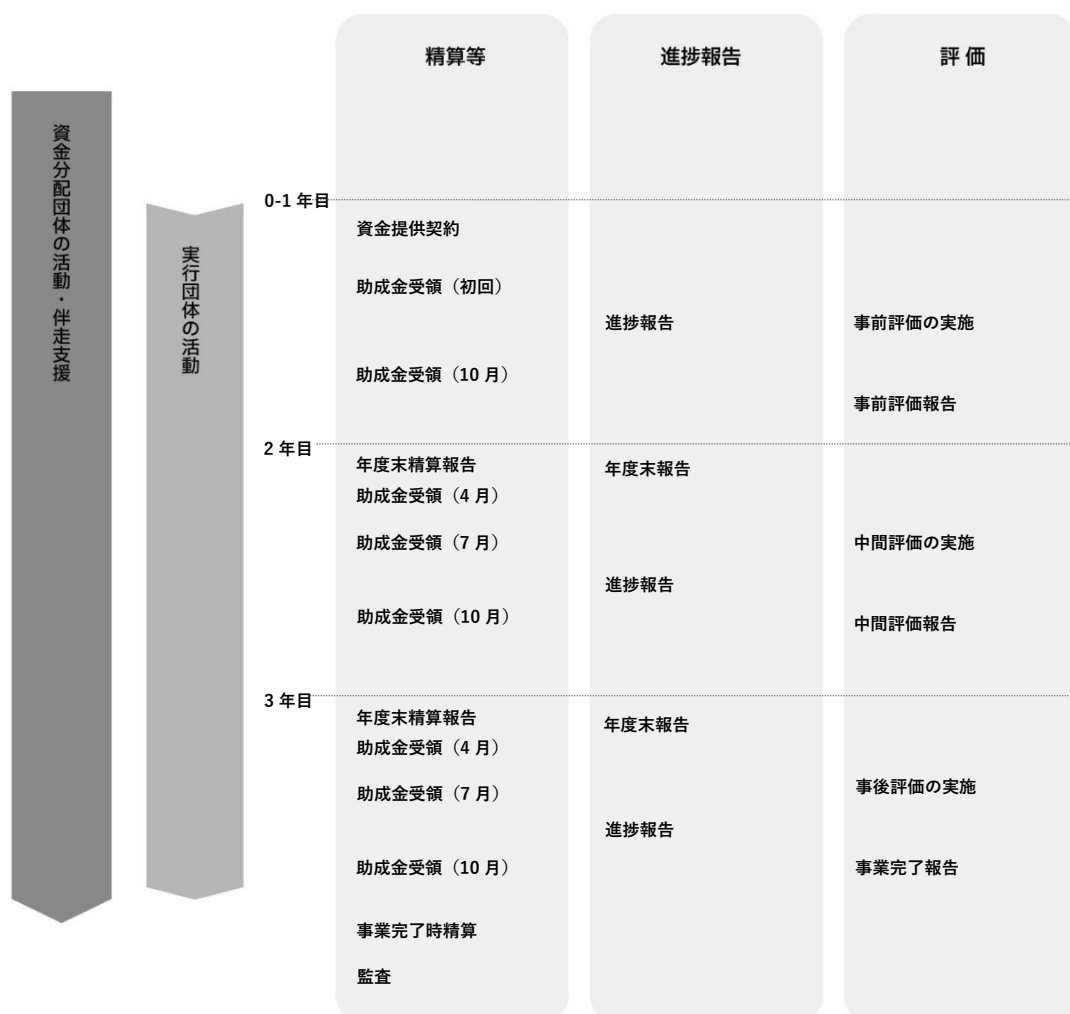 精算等
進捗報告
評 価
資金分配団体の活動・伴走支援
実行団体の活動
0-1 年目
資金提供契約
助成金受領（初回）
進捗報告
事前評価の実施
助成金受領（10 月）
事前評価報告
2 年目
年度末精算報告
年度末報告
助成金受領（4 月）
助成金受領（7 月）
中間評価の実施
進捗報告
助成金受領（10 月）
中間評価報告
3 年目
年度末精算報告
年度末報告
助成金受領（4 月）
助成金受領（7 月）
事後評価の実施
進捗報告
助成金受領（10 月）
事業完了報告
事業完了時精算
監査